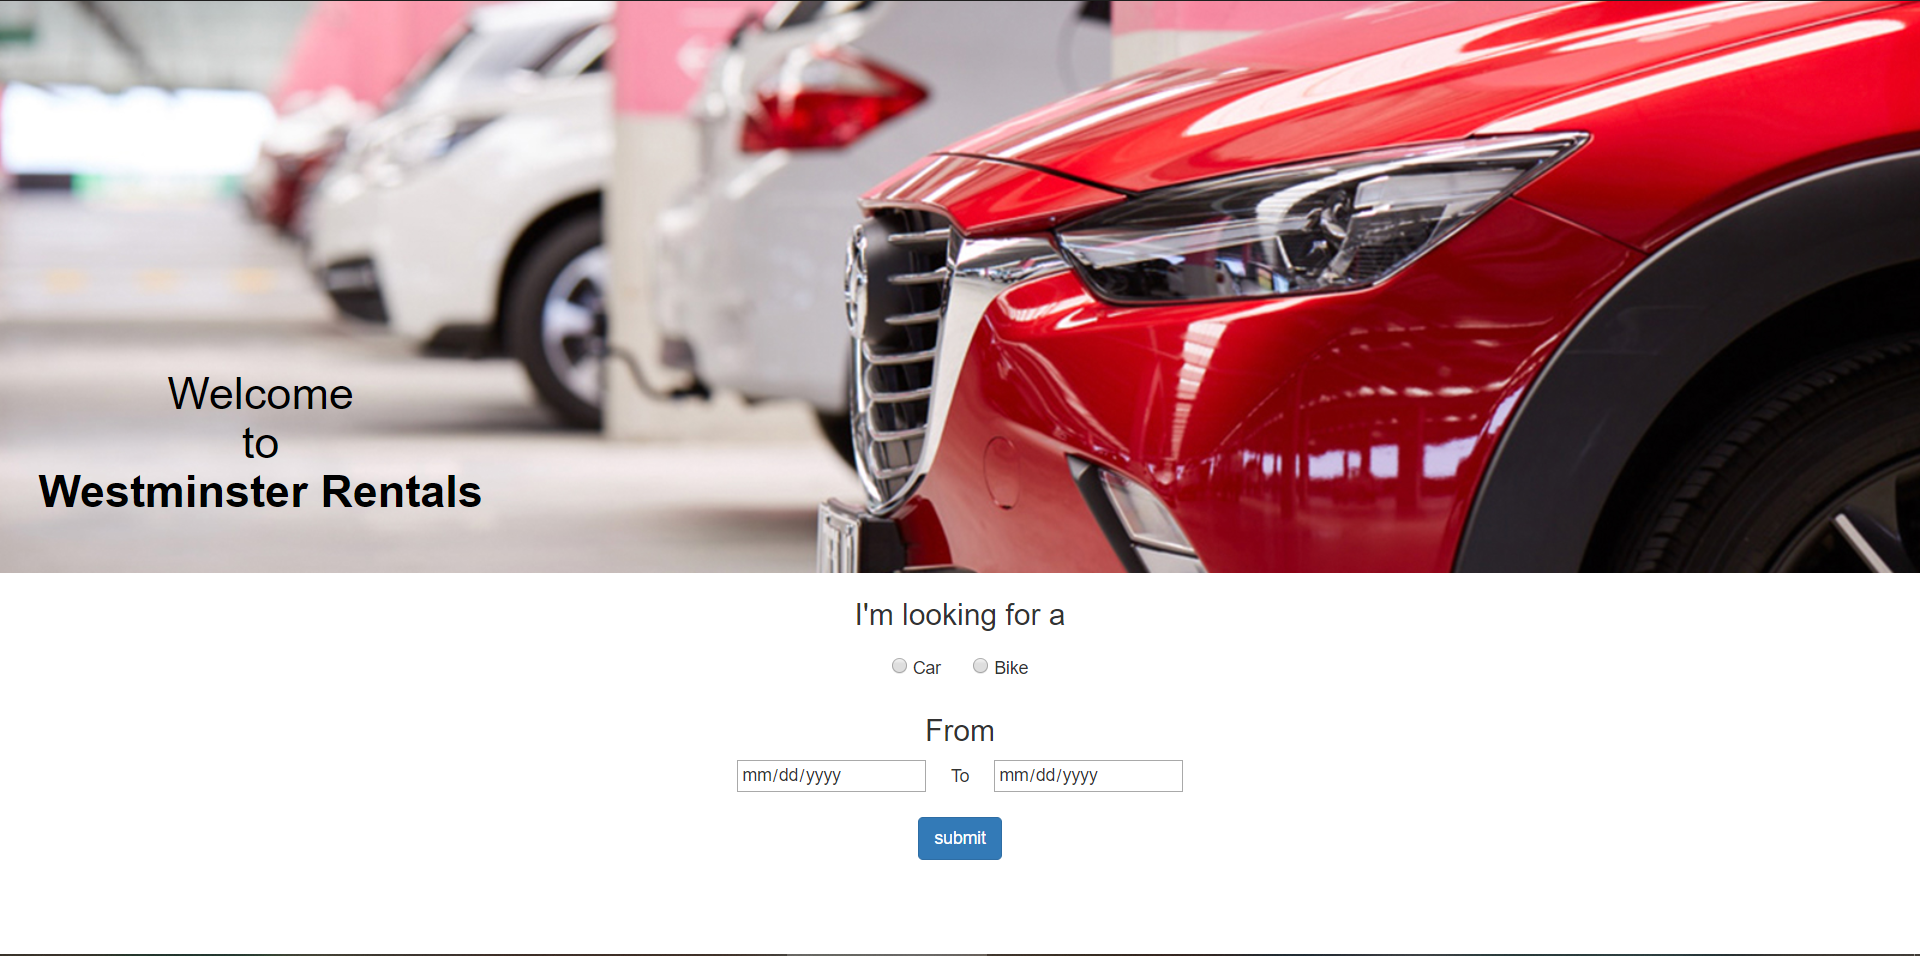 Welcome
to
Westminster Rentals
I'm looking for a
Car Bike
From
mm/dd/yyyy To mm/dd/yyyy
submit